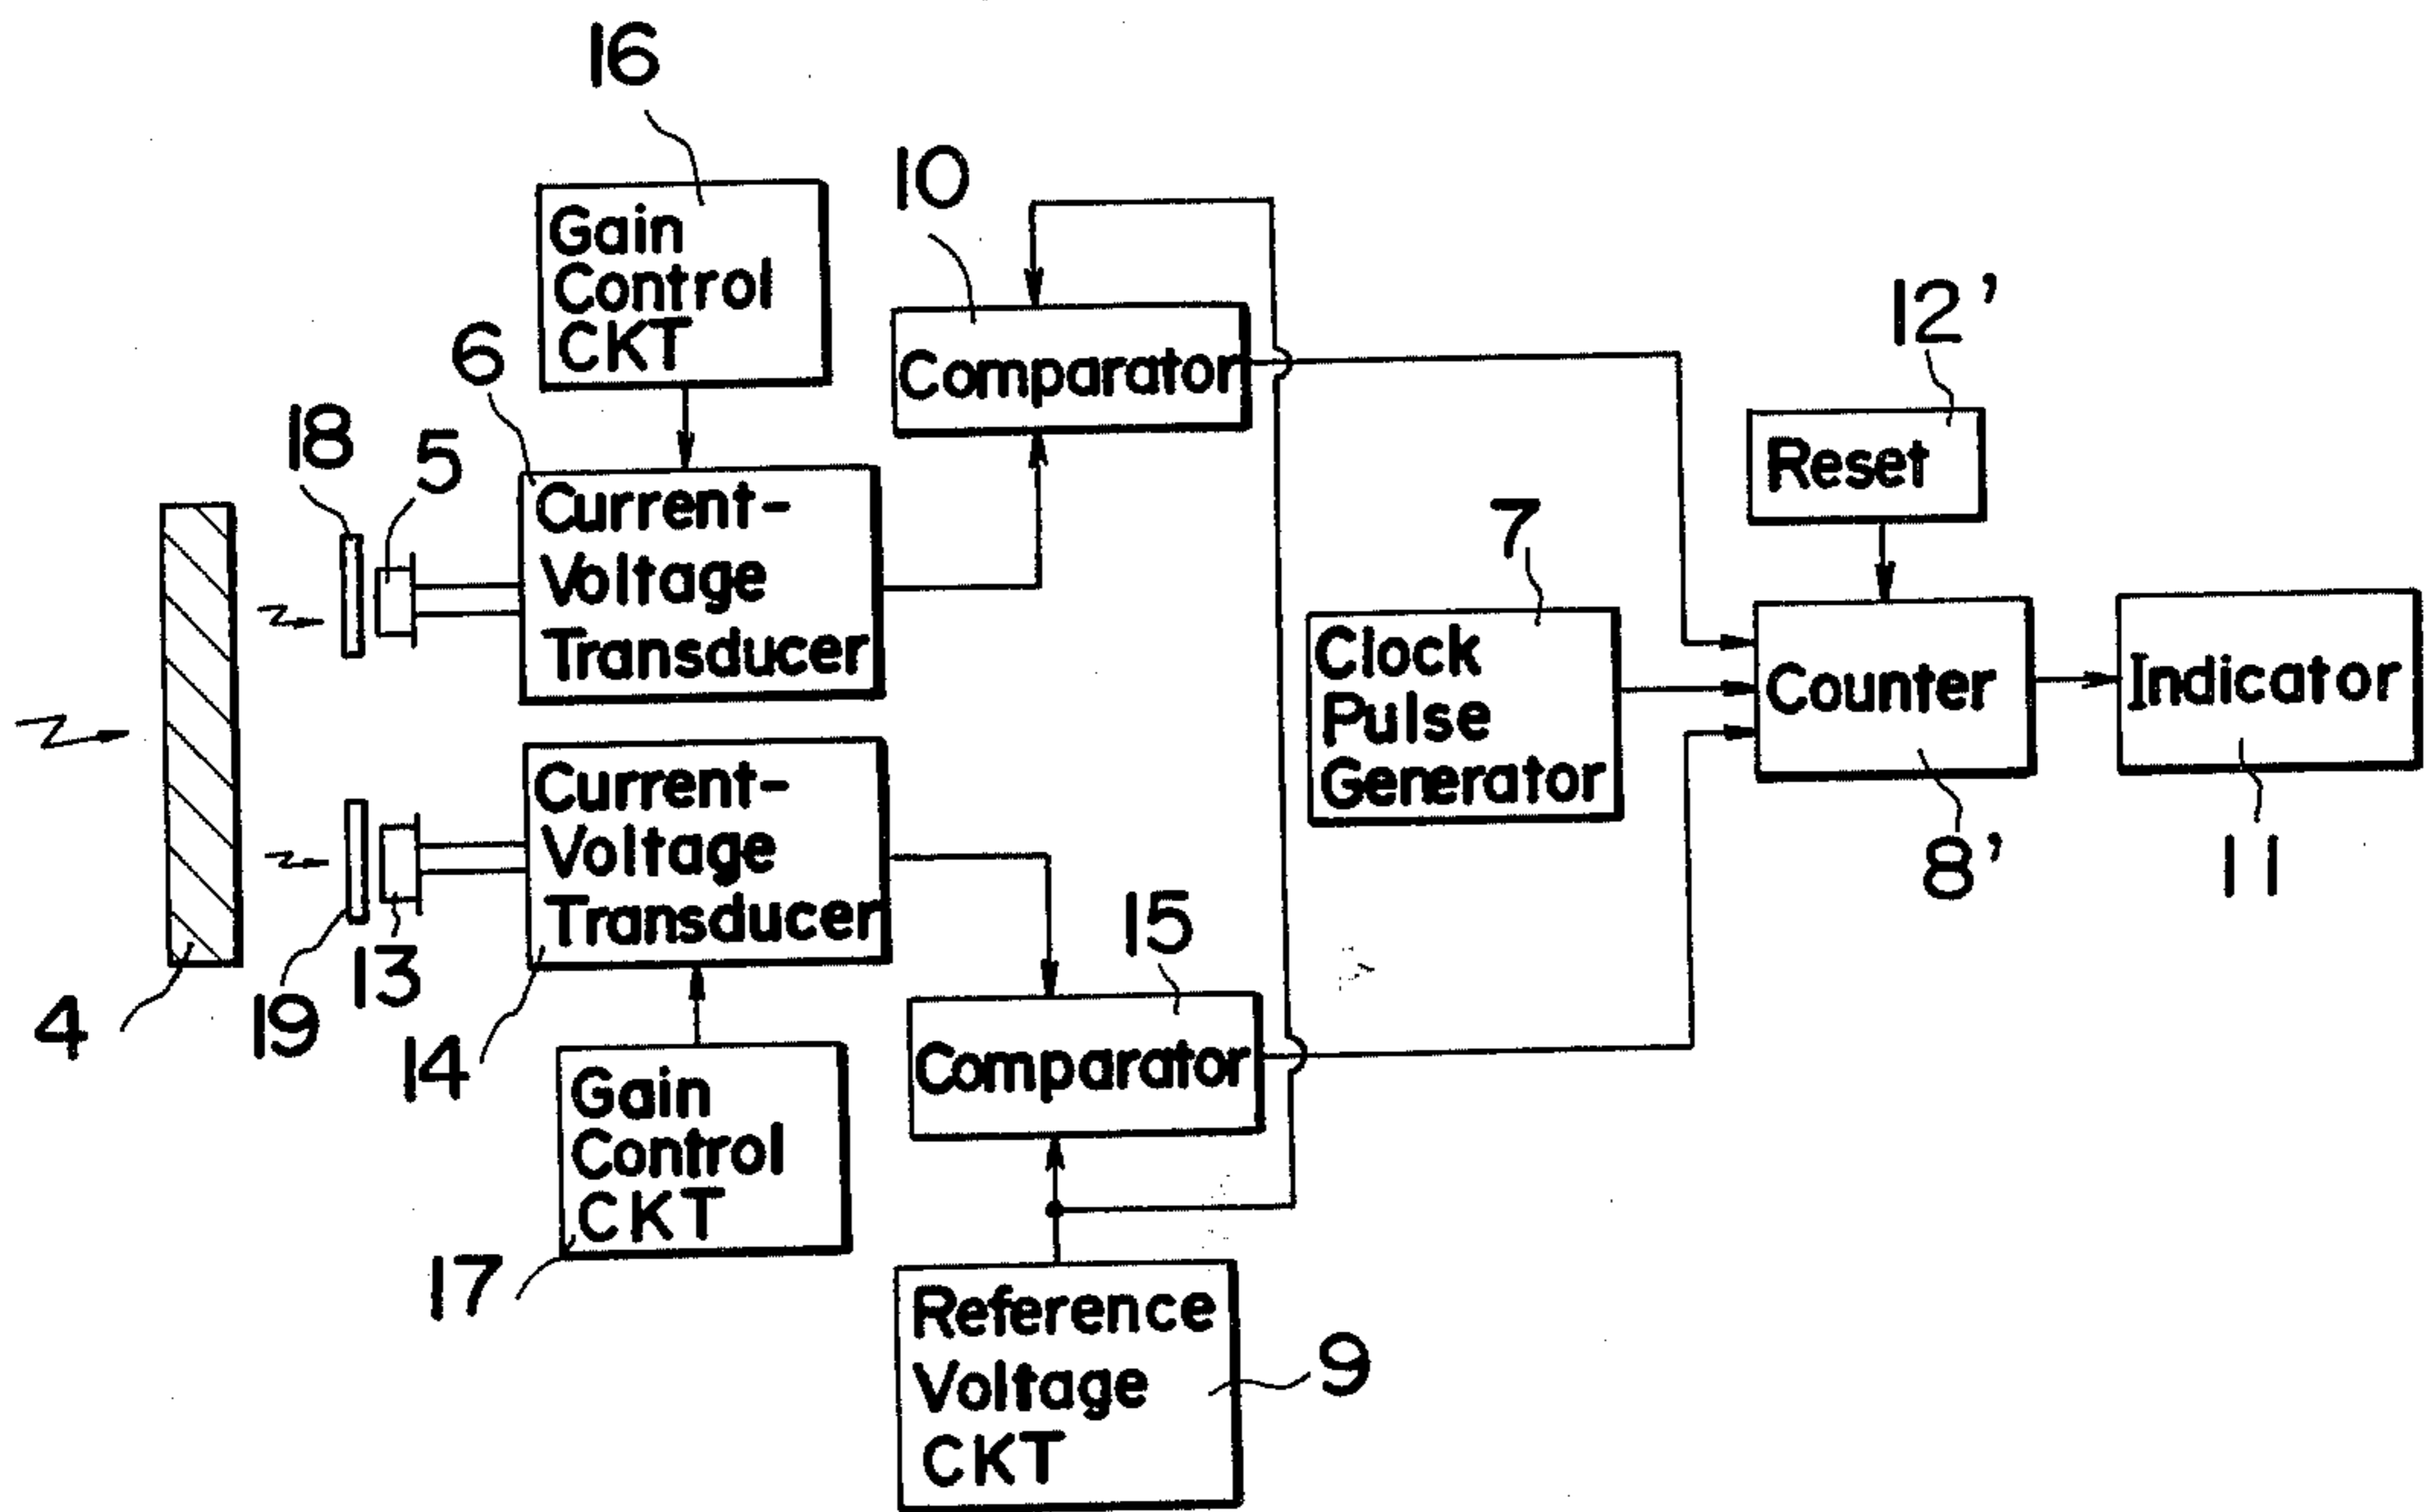 16
Gain
Control
CKT
10
Comparator
6
18
5
Current-
Voltage
Transducer
12'
Reset
7
Clock
Pulse
Generator
Counter
Indicator
8'
11
Current-
Voltage
Transducer
4
19
13
14
15
Comparator
Gain
Control
CKT
17
Reference
Voltage
CKT
9